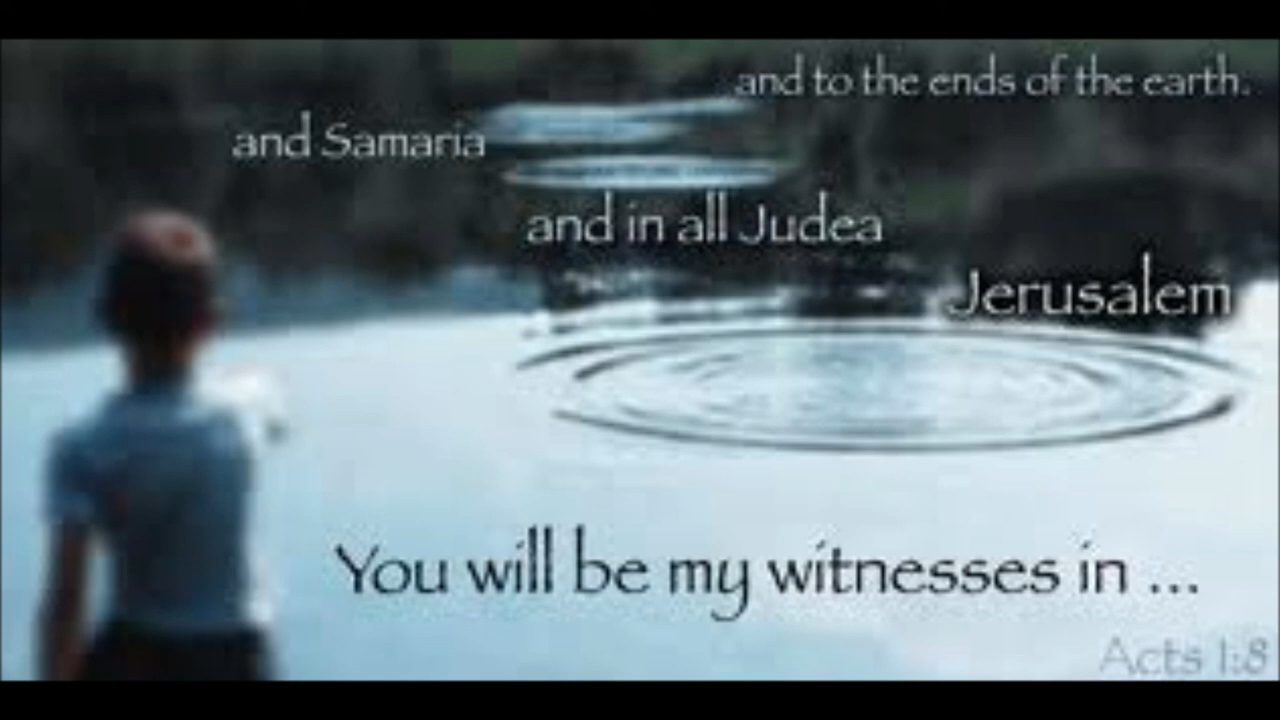 and to the ends of the earth.
and Samaria
and in all Judea
Jerusalem
You will be my witnesses in ...
Acts 1:8